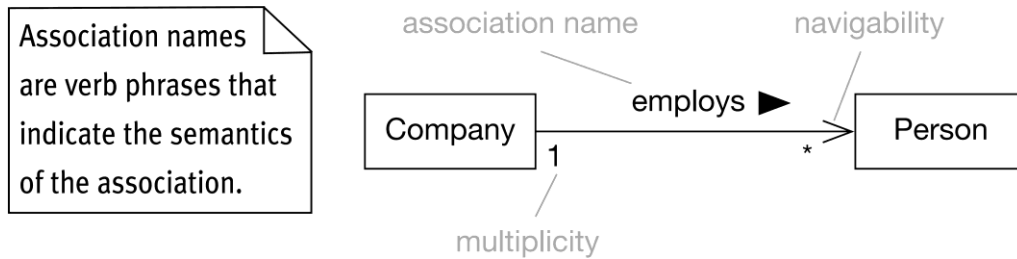 Association names
are verb phrases that
indicate the semantics
of the association.
association name
navigability
employs
Company
Person
1
*
multiplicity